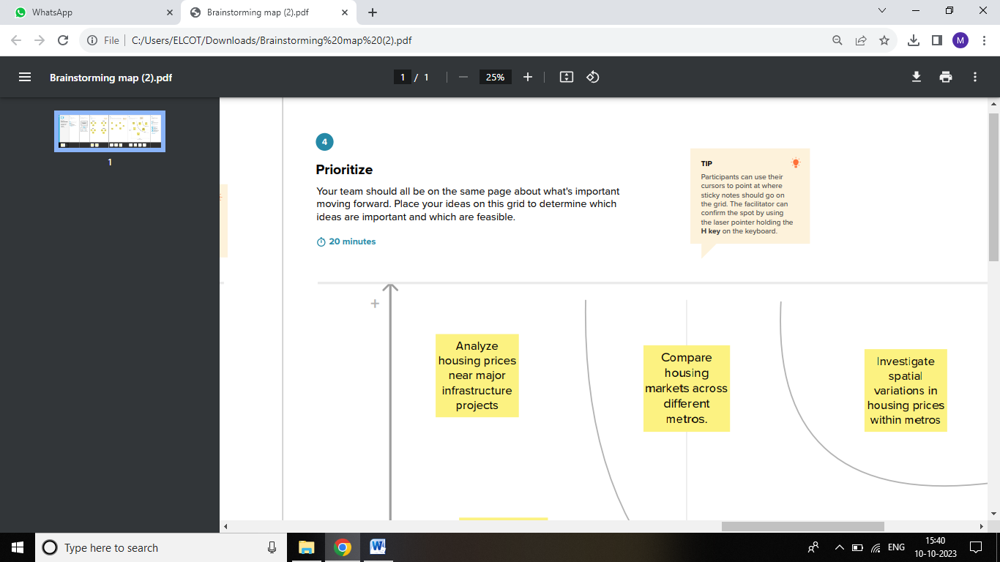 WhatsApp
Brainstorming map (2).pdf
File
C:/Users/ELCOT/Downloads/Brainstorming%20map%20(2).pdf
M
Brainstorming map (2).pdf
1 / 1
25%
1
4
Prioritize
Your team should all be on the same page about what's important
moving forward. Place your ideas on this grid to determine which
ideas are important and which are feasible.
20 minutes
TIP
Participants can use their
cursors to point at where
sticky notes should go on
the grid. The facilitator can
confirm the spot by using
the laser pointer holding the
H key on the keyboard.
Analyze
housing prices
near major
infrastructure
projects
Compare
housing
markets across
different
metros.
Investigate
spatial
variations in
housing prices
within metros
Type here to search
ENG
15:40
10-10-2023